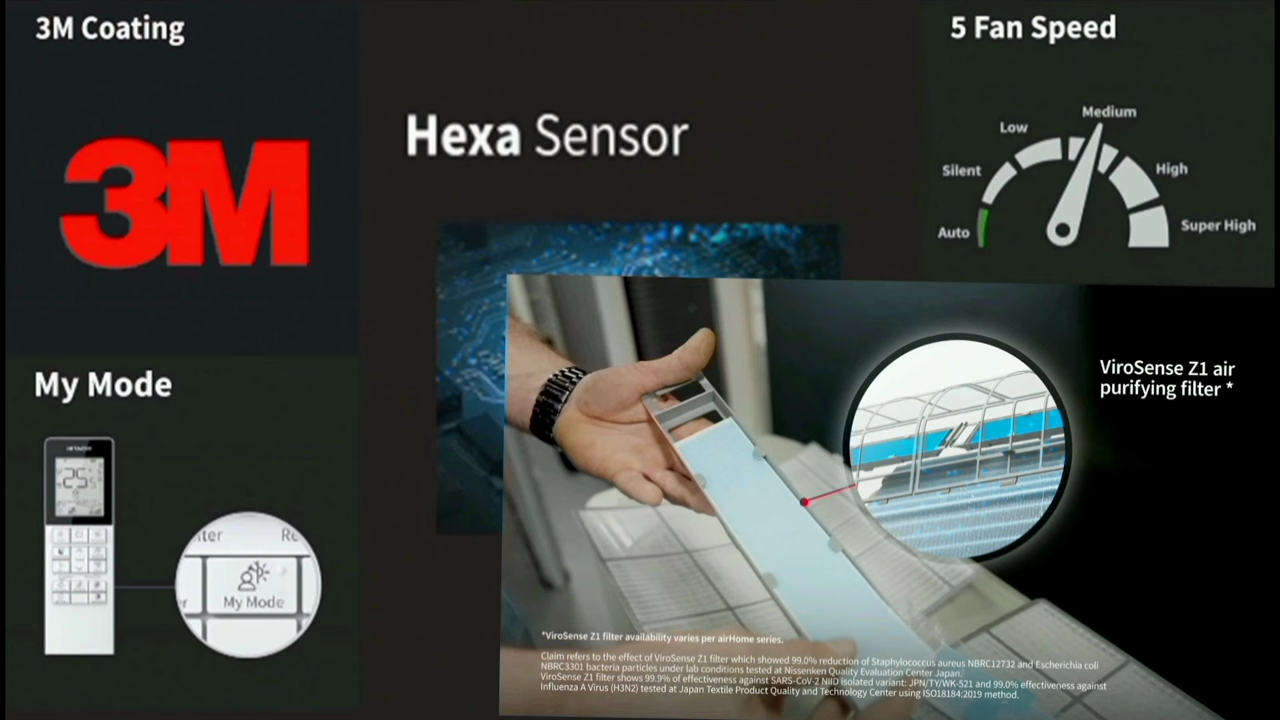 3M Coating
3M
Hexa Sensor
5 Fan Speed
Auto
Silent
Low
Medium
High
Super High
My Mode
HITACHI
25
iter
Re
My Mode
ViroSense Z1 air
purifying filter *
*ViroSense Z1 filter availability varies per airHome series.
Claim refers to the effect of ViroSense Z1 filter which showed 99.0% reduction of Staphylococcus aureus NBRC12732 and Escherichia coli
NBRC3301 bacteria particles under lab conditions tested at Nissenken Quality Evaluation Center Japan.
ViroSense Z1 filter shows 99.9% of effectiveness against SARS-CoV-2 NIID isolated variant: JPN/TY/WK-521 and 99.0% effectiveness against
Influenza A Virus (H3N2) tested at Japan Textile Product Quality and Technology Center using ISO18184:2019 method.